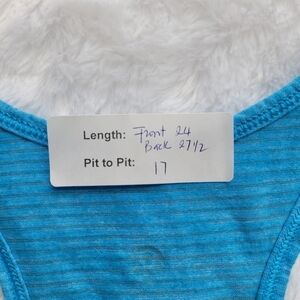 Length: Front 24
Back 27 1/2
Pit to Pit: 17